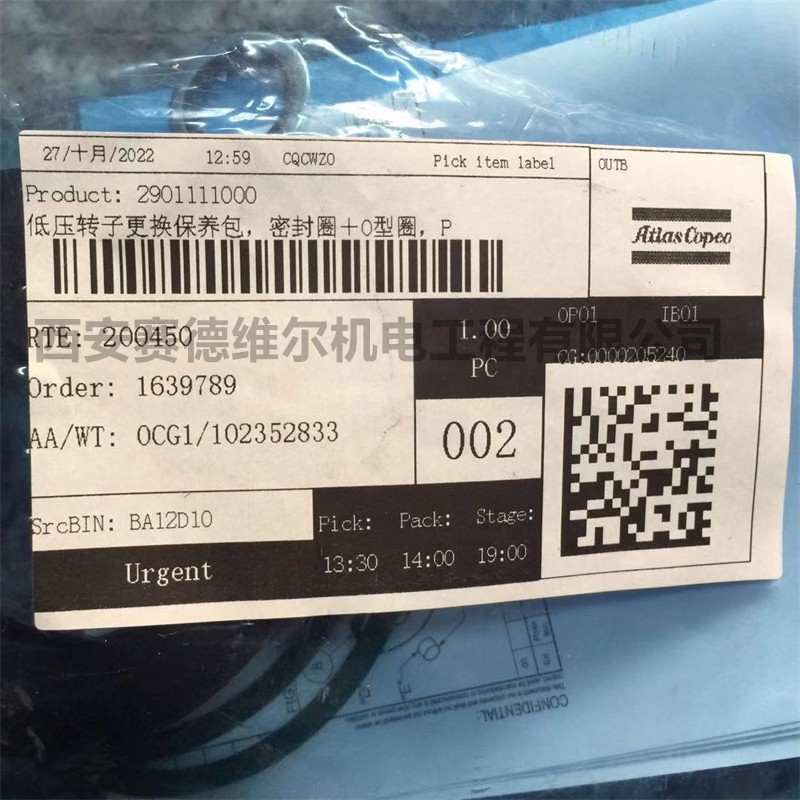 27/十月/2022 12:59 CQCWZO Pick item label OUTB
Product: 2901111000
低压转子更换保养包，密封圈＋O型圈，P
Atlas Copco
西安赛德维尔机电工程有限公司
RTE: 200450
1.00
PC
OP01 IB01
CG:0000205240
Order: 1639789
AA/WT: OCG1/102352833
002
SrcBIN: BA12D10
Pick: Pack: Stage:
13:30 14:00 19:00
Urgent
CONFIDENTIAL: